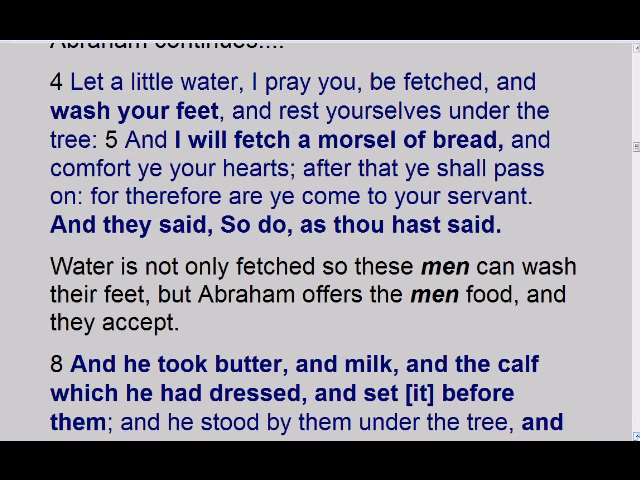 Abraham continues....
4 Let a little water, I pray you, be fetched, and
wash your feet, and rest yourselves under the
tree: 5 And I will fetch a morsel of bread, and
comfort ye your hearts; after that ye shall pass
on: for therefore are ye come to your servant.
And they said, So do, as thou hast said.
Water is not only fetched so these men can wash
their feet, but Abraham offers the men food, and
they accept.
8 And he took butter, and milk, and the calf
which he had dressed, and set [it] before
them; and he stood by them under the tree, and